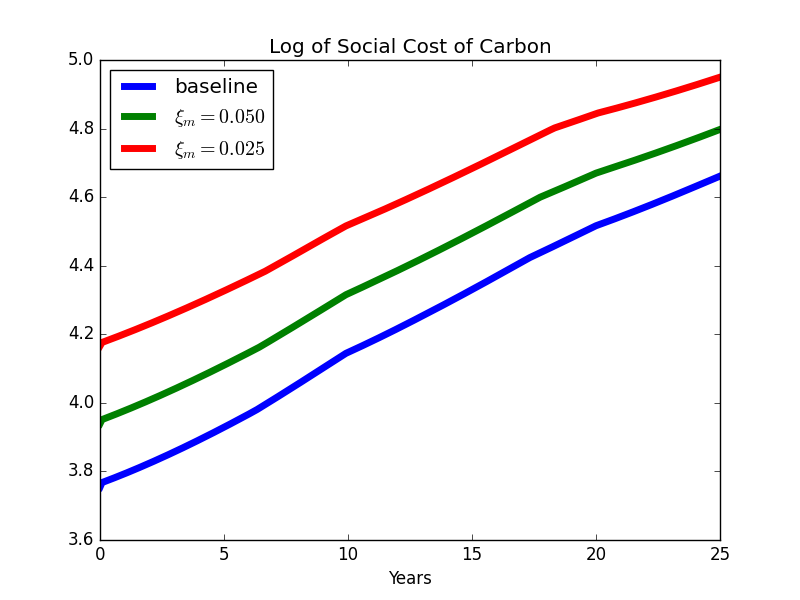 Log of Social Cost of Carbon
5.0
4.8
4.6
4.4
4.2
4.0
3.8
3.6
baseline
ξₘ = 0.050
ξₘ = 0.025
0 5 10 15 20 25
Years